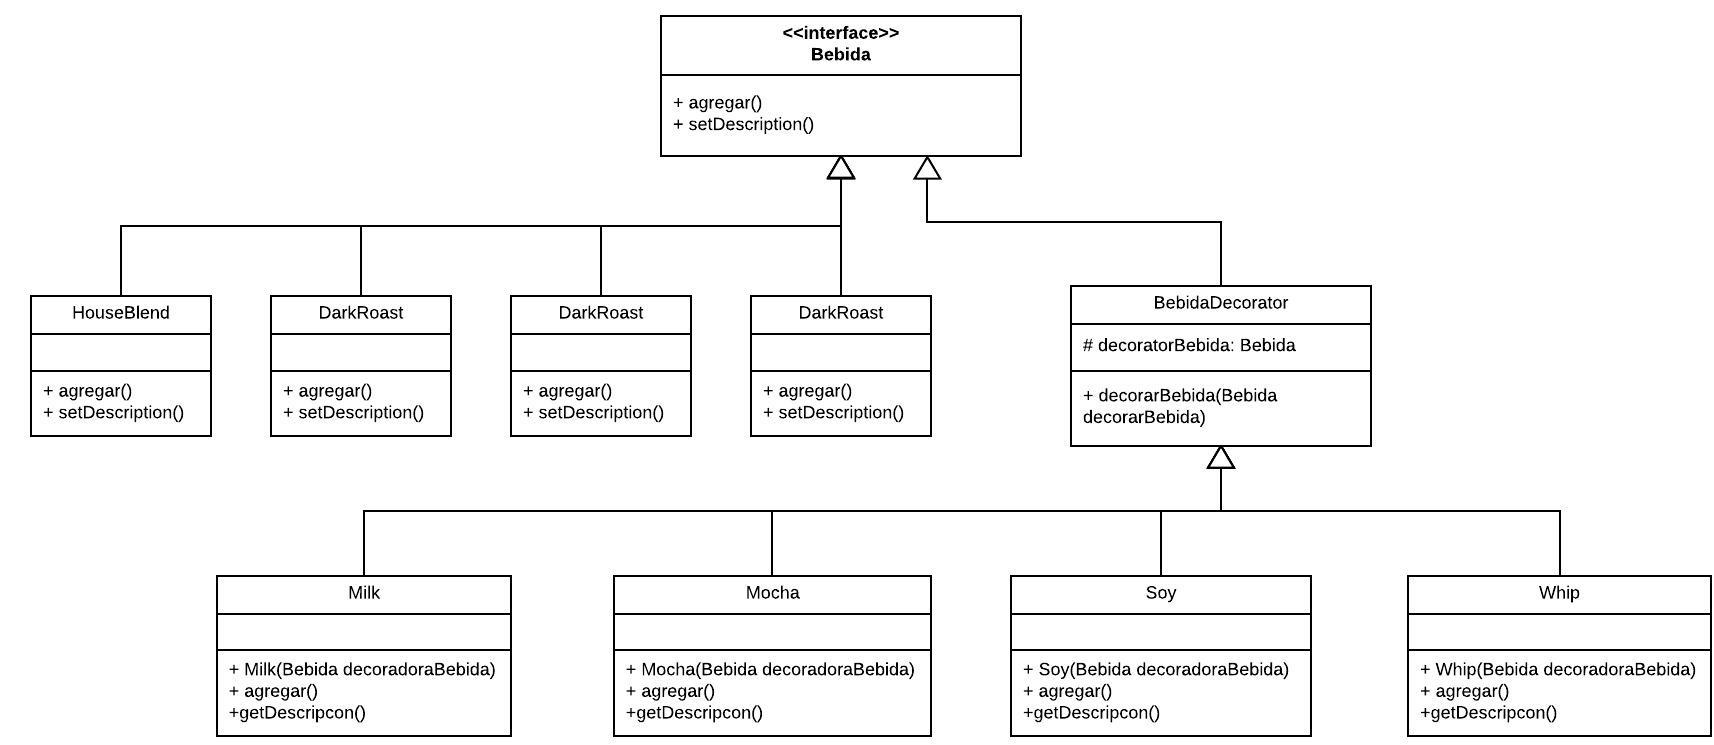 <<interface>>
Bebida
+ agregar()
+ setDescription()
HouseBlend
+ agregar()
+ setDescription()
DarkRoast
+ agregar()
+ setDescription()
DarkRoast
+ agregar()
+ setDescription()
DarkRoast
+ agregar()
+ setDescription()
BebidaDecorator
# decoratorBebida: Bebida
+ decorarBebida(Bebida
decorarBebida)
Milk
+ Milk(Bebida decoradoraBebida)
+ agregar()
+getDescripcon()
Mocha
+ Mocha(Bebida decoradoraBebida)
+ agregar()
+getDescripcon()
Soy
+ Soy(Bebida decoradoraBebida)
+ agregar()
+getDescripcon()
Whip
+ Whip(Bebida decoradoraBebida)
+ agregar()
+getDescripcon()